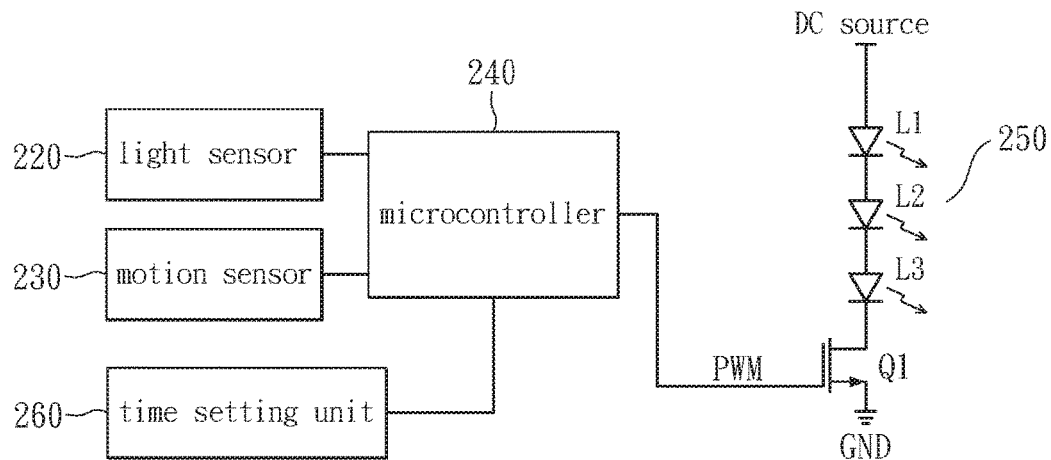 DC source
240
L1
220
light sensor
250
L2
microcontroller
230
motion sensor
L3
PWM
Q1
260
time setting unit
GND